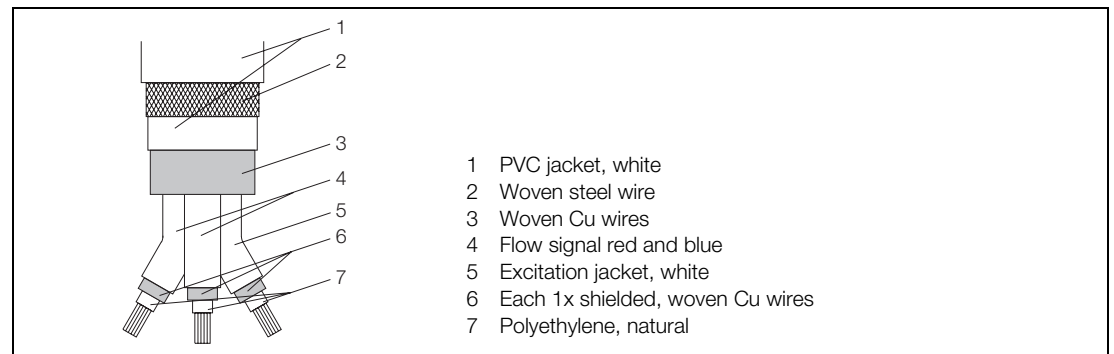 1
2
3
4
5
6
7
1 PVC jacket, white
2 Woven steel wire
3 Woven Cu wires
4 Flow signal red and blue
5 Excitation jacket, white
6 Each 1x shielded, woven Cu wires
7 Polyethylene, natural